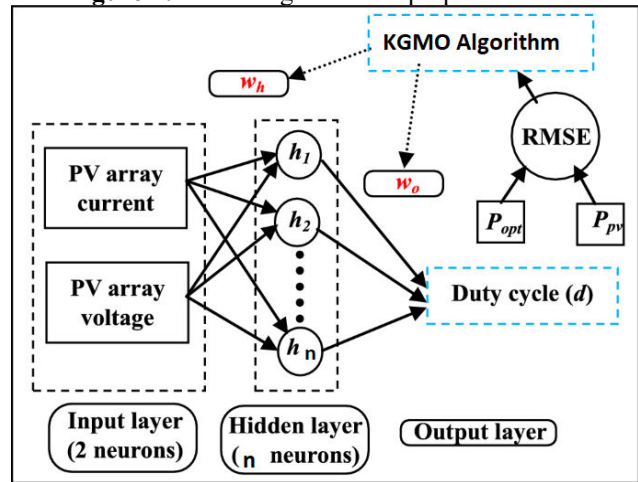 KGMO Algorithm
w_h
RMSE
h_1
PV array
current
w_o
P_opt
P_pv
h_2
PV array
voltage
Duty cycle (d)
h_n
Input layer
(2 neurons)
Hidden layer
(n neurons)
Output layer